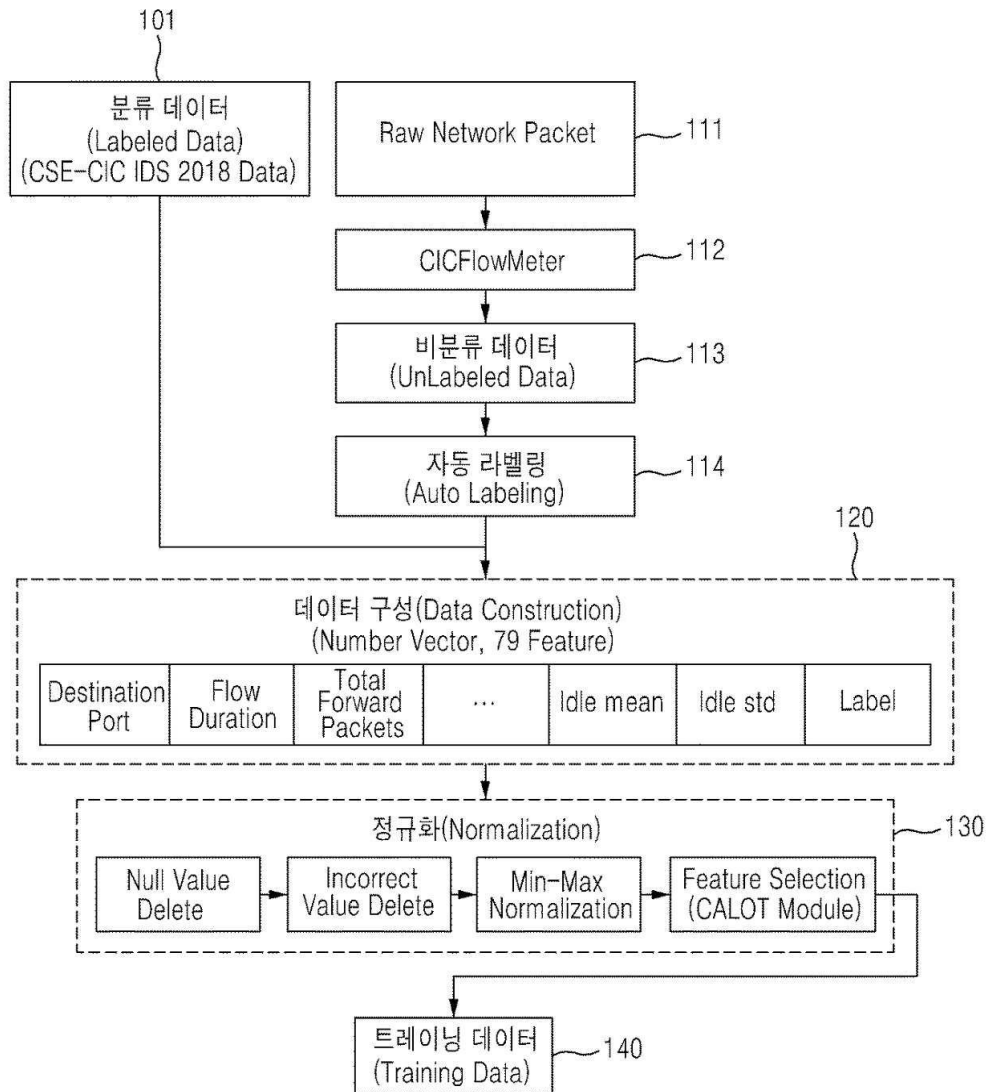 101
분류 데이터
(Labeled Data)
(CSE-CIC IDS 2018 Data)
Raw Network Packet
111
CICFlowMeter
112
비분류 데이터
(UnLabeled Data)
113
자동 라벨링
(Auto Labeling)
114
120
데이터 구성(Data Construction)
(Number Vector, 79 Feature)
Destination
Port
Flow
Duration
Total
Forward
Packets
...
Idle mean
Idle std
Label
정규화(Normalization)
130
Null Value
Delete
Incorrect
Value Delete
Min-Max
Normalization
Feature Selection
(CALOT Module)
트레이닝 데이터
(Training Data)
140